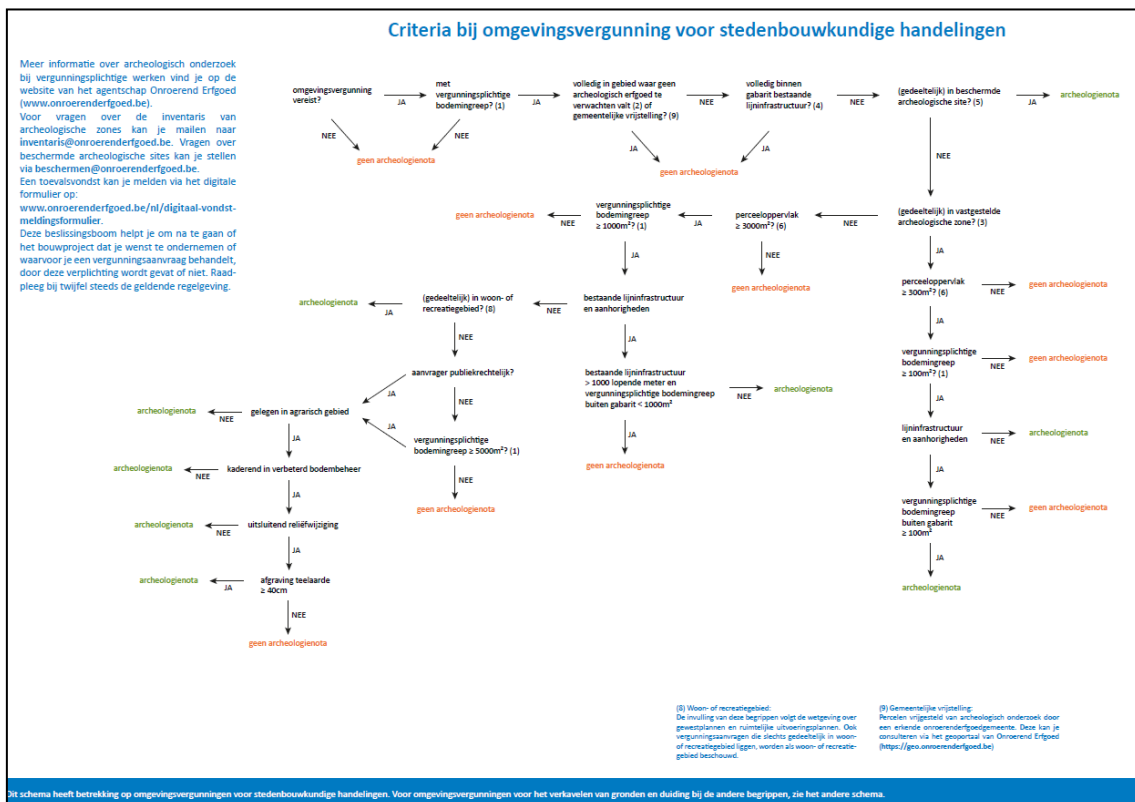 Criteria bij omgevingsvergunning voor stedenbouwkundige handelingen
Meer informatie over archeologisch onderzoek
bij vergunningsplichtige werken vind je op de
website van het agentschap Onroerend Erfgoed
(www.onroerenderfgoed.be).
Voor vragen over de inventaris van
archeologische zones kan je mailen naar
inventaris@onroerenderfgoed.be. Vragen over
beschermde archeologische sites kan je stellen
via beschermen@onroerenderfgoed.be.
Een toevalsvondst kan je melden via het digitale
formulier op:
www.onroerenderfgoed.be/nl/digitaal-vondst-
meldingsformulier.
Deze beslissingsboom helpt je om na te gaan of
het bouwproject dat je wenst te ondernemen of
waarvoor je een vergunningsaanvraag behandelt,
door deze verplichting wordt gevat of niet. Raad-
pleeg bij twijfel steeds de geldende regelgeving.
omgevingsvergunning
vereist?
JA
NEE
met
vergunningsplichtige
bodemingreep? (1)
JA
NEE
geen archeologienota
volledig in gebied waar geen
archeologisch erfgoed te
verwachten valt (2) of
gemeentelijke vrijstelling? (9)
NEE
JA
volledig binnen
gabarit bestaande
lijninfrastructuur? (4)
NEE
JA
geen archeologienota
(gedeeltelijk) in beschermde
archeologische site? (5)
JA
archeologienota
NEE
(gedeeltelijk) in vastgestelde
archeologische zone? (3)
NEE
JA
perceeloppervlak
≥ 3000m²? (6)
JA
NEE
geen archeologienota
vergunningsplichtige
bodemingreep
≥ 1000m²? (1)
NEE
geen archeologienota
JA
perceeloppervlak
≥ 300m²? (6)
NEE
geen archeologienota
JA
bestaande lijninfrastructuur
en aanhorigheden
NEE
JA
(gedeeltelijk) in woon- of
recreatiegebied? (8)
JA
archeologienota
NEE
vergunningsplichtige
bodemingreep
≥ 100m²? (1)
NEE
geen archeologienota
JA
bestaande lijninfrastructuur
> 1000 lopende meter en
vergunningsplichtige bodemingreep
buiten gabarit < 1000m²
NEE
archeologienota
JA
geen archeologienota
aanvrager publiekrechtelijk?
JA
NEE
vergunningsplichtige
bodemingreep ≥ 5000m²? (1)
JA
NEE
geen archeologienota
gelegen in agrarisch gebied
NEE
archeologienota
JA
kaderend in verbeterd bodembeheer
NEE
archeologienota
JA
uitsluitend reliëfwijziging
NEE
archeologienota
JA
afgraving teelaarde
≥ 40cm
JA
archeologienota
NEE
geen archeologienota
lijninfrastructuur
en aanhorigheden
NEE
archeologienota
JA
vergunningsplichtige
bodemingreep
buiten gabarit
≥ 100m²
NEE
geen archeologienota
JA
archeologienota
(8) Woon- of recreatiegebied:
De invulling van deze begrippen volgt de wetgeving over
gewestplannen en ruimtelijke uitvoeringsplannen. Ook
vergunningsaanvragen die slechts gedeeltelijk in woon-
of recreatiegebied liggen, worden als woon- of recreatie-
gebied beschouwd.
(9) Gemeentelijke vrijstelling:
Percelen vrijgesteld van archeologisch onderzoek door
een erkende onroerenderfgoedgemeente. Deze kan je
consulteren via het geoportaal van Onroerend Erfgoed
(https://geo.onroerenderfgoed.be)
Dit schema heeft betrekking op omgevingsvergunningen voor stedenbouwkundige handelingen. Voor omgevingsvergunningen voor het verkavelen van gronden en duiding bij de andere begrippen, zie het andere schema.